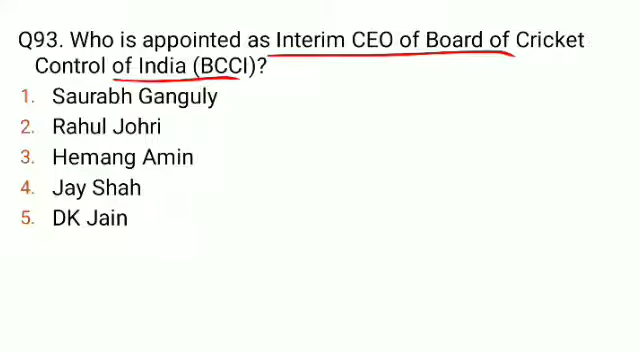 Q93. Who is appointed as Interim CEO of Board of Cricket
Control of India (BCCI)?
1. Saurabh Ganguly
2. Rahul Johri
3. Hemang Amin
4. Jay Shah
5. DK Jain